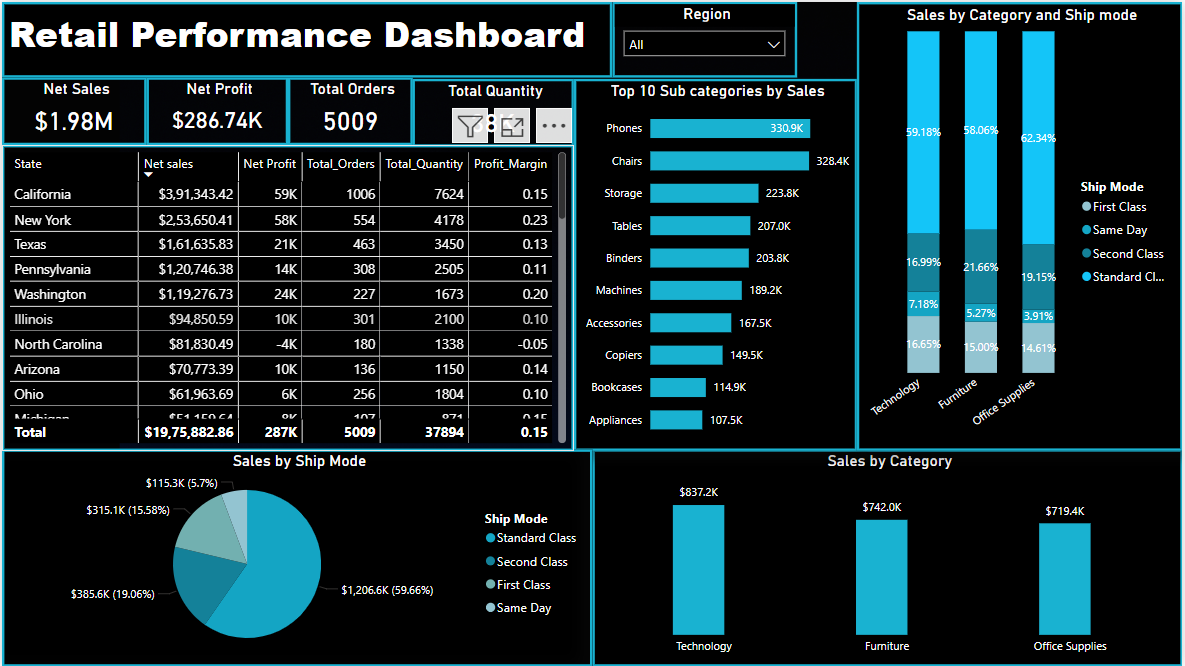 Retail Performance Dashboard
Region
All
Net Sales
$1.98M
Net Profit
$286.74K
Total Orders
5009
Total Quantity
State Net sales Net Profit Total_Orders Total_Quantity Profit_Margin
California $3,91,343.42 59K 1006 7624 0.15
New York $2,53,650.41 58K 554 4178 0.23
Texas $1,61,635.83 21K 463 3450 0.13
Pennsylvania $1,20,746.38 14K 308 2505 0.11
Washington $1,19,276.73 24K 227 1673 0.20
Illinois $94,850.59 10K 301 2100 0.10
North Carolina $81,830.49 -4K 180 1338 -0.05
Arizona $70,773.39 10K 136 1150 0.14
Ohio $61,963.69 6K 256 1804 0.10
Total $19,75,882.86 287K 5009 37894 0.15
Top 10 Sub categories by Sales
Phones 330.9K
Chairs 328.4K
Storage 223.8K
Tables 207.0K
Binders 203.8K
Machines 189.2K
Accessories 167.5K
Copiers 149.5K
Bookcases 114.9K
Appliances 107.5K
Sales by Category and Ship mode
59.18% 58.06% 62.34%
16.99% 21.66% 19.15%
7.18% 5.27% 3.91%
16.65% 15.00% 14.61%
Technology Furniture Office Supplies
Ship Mode
First Class
Same Day
Second Class
Standard Cl...
Sales by Ship Mode
$115.3K (5.7%)
$315.1K (15.58%)
$385.6K (19.06%)
$1,206.6K (59.66%)
Ship Mode
Standard Class
Second Class
First Class
Same Day
Sales by Category
$837.2K $742.0K $719.4K
Technology Furniture Office Supplies